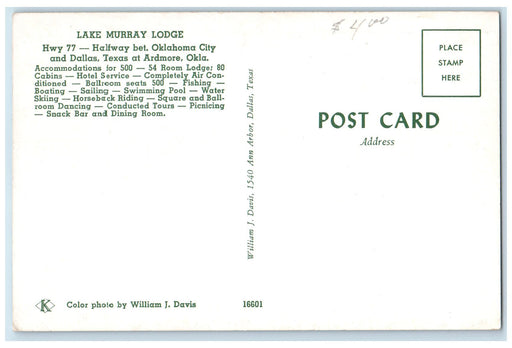 LAKE MURRAY LODGE
Hwy 77 — Halfway bet. Oklahoma City
and Dallas, Texas at Ardmore, Okla.
Accommodations for 500 — 54 Room Lodge: 80
Cabins — Hotel Service — Completely Air Con-
ditioned — Ballroom seats 500 — Fishing —
Boating — Sailing — Swimming Pool — Water
Skiing — Horseback Riding — Square and Ball-
room Dancing — Conducted Tours — Picnicing
— Snack Bar and Dining Room.
William J. Davis, 1540 Ann Arbor, Dallas, Texas
$4.00
PLACE
STAMP
HERE
POST CARD
Address
K
Color photo by William J. Davis
16601